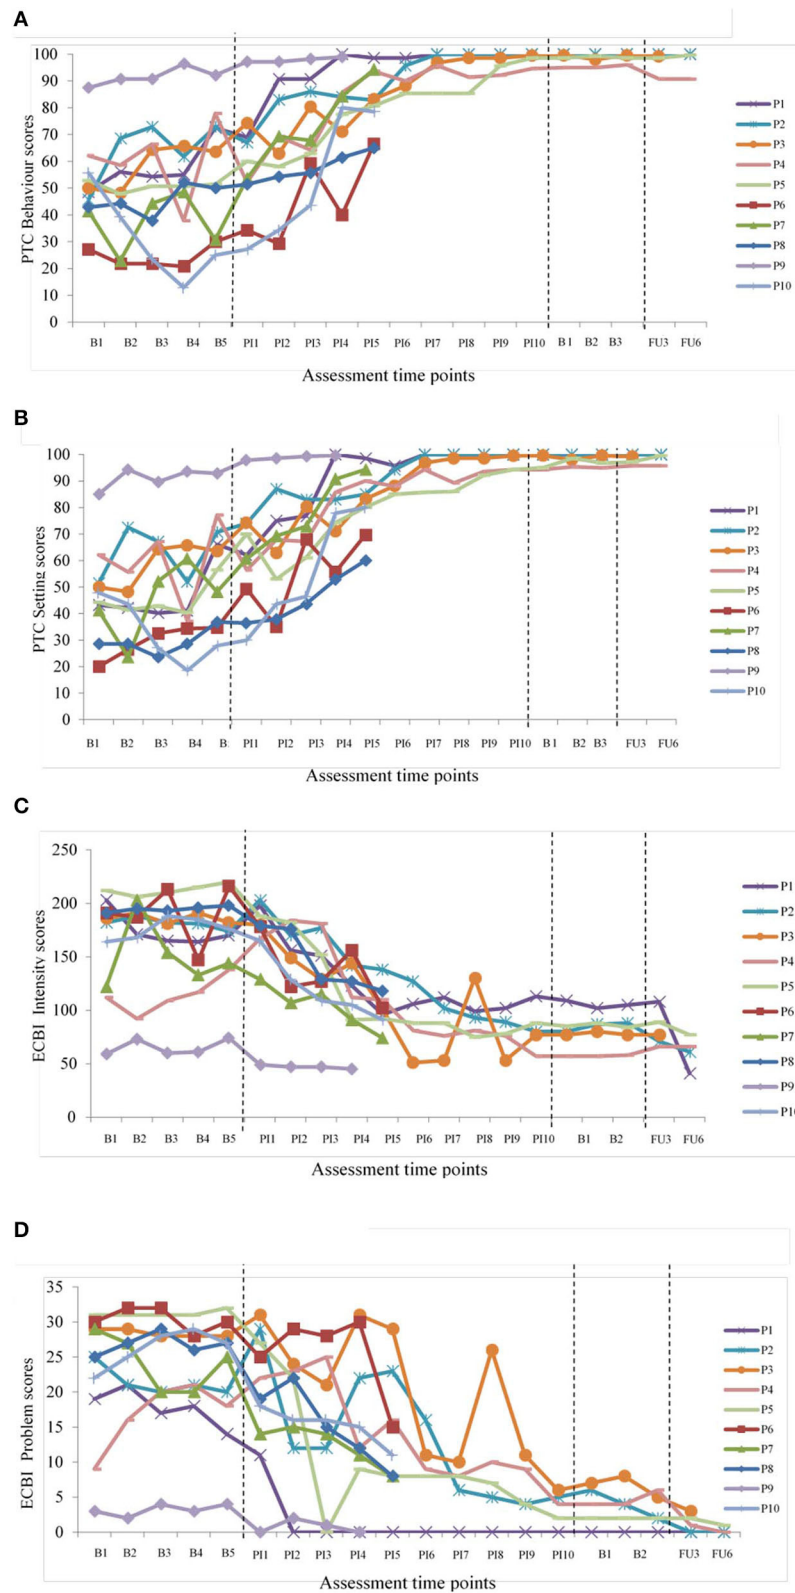 A
PTC Behaviour scores
100
90
80
70
60
50
40
30
20
10
0
B1 B2 B3 B4 B5 PI1 PI2 PI3 PI4 PI5 PI6 PI7 PI8 PI9 PI10 B1 B2 B3 FU3 FU6
Assessment time points
P1
P2
P3
P4
P5
P6
P7
P8
P9
P10
B
PTC Setting scores
100
90
80
70
60
50
40
30
20
10
0
B1 B2 B3 B4 B PI1 PI2 PI3 PI4 PI5 PI6 PI7 PI8 PI9 PI10 B1 B2 B3 FU3 FU6
Assessment time points
P1
P2
P3
P4
P5
P6
P7
P8
P9
P10
C
ECBI Intensity scores
250
200
150
100
50
0
B1 B2 B3 B4 B5 PI1 PI2 PI3 PI4 PI5 PI6 PI7 PI8 PI9 PI10 B1 B2 FU3 FU6
Assessment time points
P1
P2
P3
P4
P5
P6
P7
P8
P9
P10
D
ECBI Problem scores
35
30
25
20
15
10
5
0
B1 B2 B3 B4 B5 PI1 PI2 PI3 PI4 PI5 PI6 PI7 PI8 PI9 PI10 B1 B2 FU3 FU6
Assessment time points
P1
P2
P3
P4
P5
P6
P7
P8
P9
P10